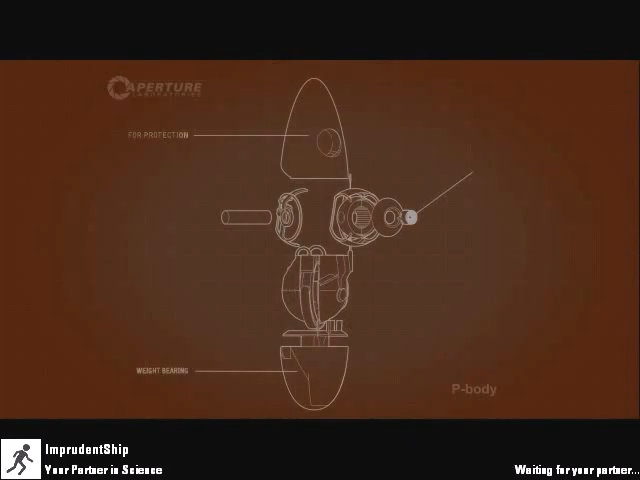 APERTURE
LABORATORIES
FOR PROTECTION
WEIGHT BEARING
P-body
ImprudentShip
Your Partner in Science
Waiting for your partner...